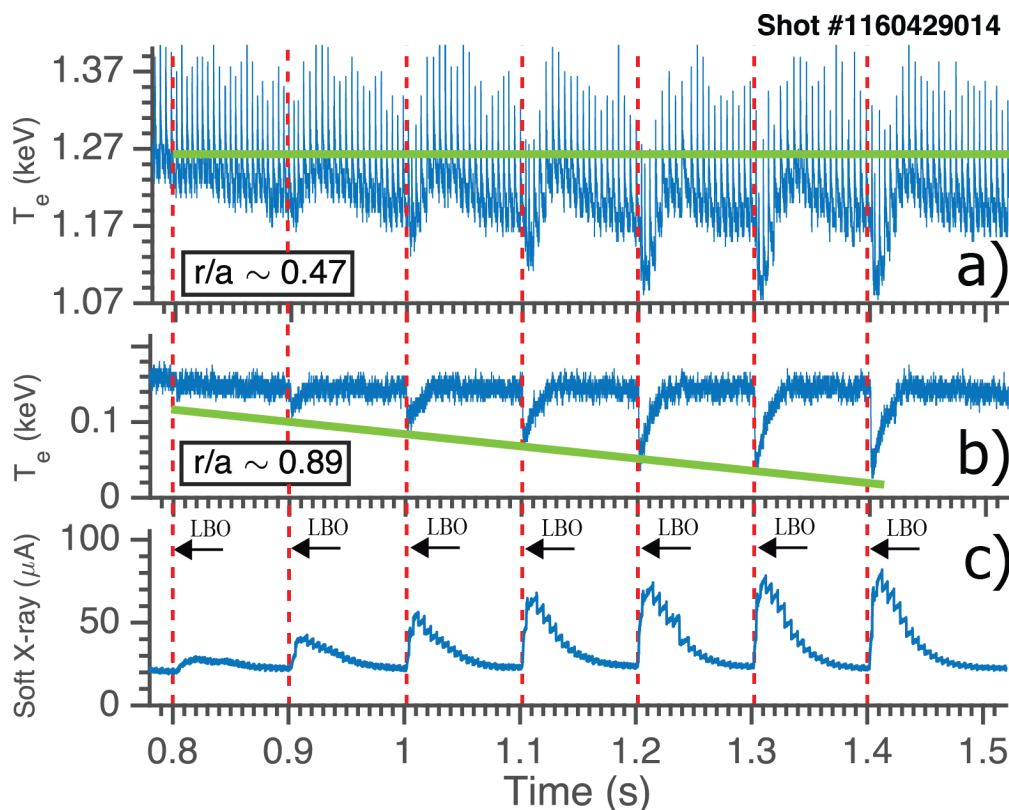 Shot #1160429014
1.37
1.27
1.17
1.07
T_e (keV)
r/a ∼ 0.47
a)
0.1
0
T_e (keV)
r/a ∼ 0.89
b)
100
50
0
Soft X-ray (μA)
LBO LBO LBO LBO LBO LBO LBO
c)
0.8 0.9 1 1.1 1.2 1.3 1.4 1.5
Time (s)